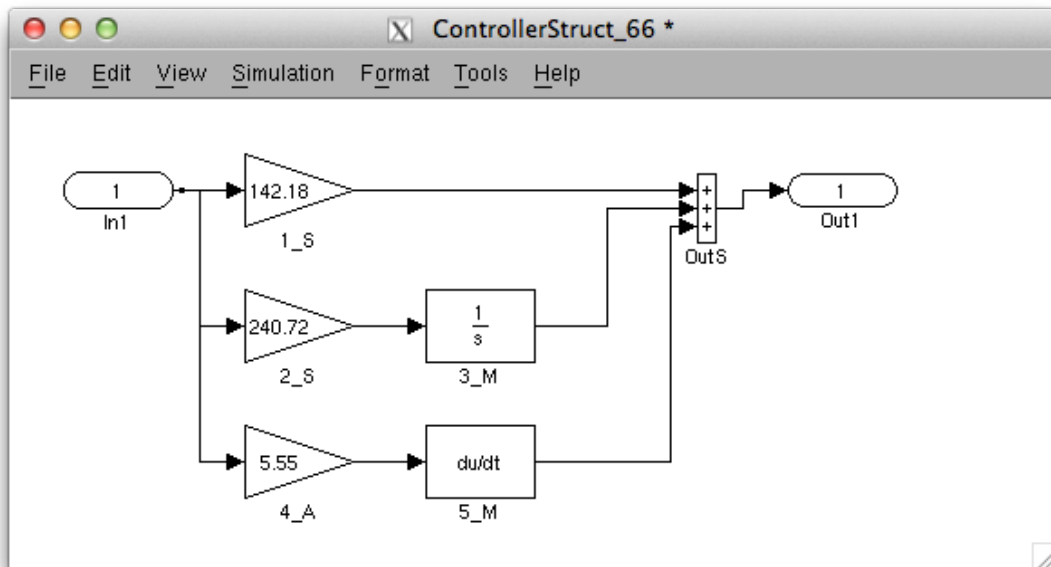 X ControllerStruct_66 *
File Edit View Simulation Format Tools Help
1
In1
142.18
1_S
+
+
+
OutS
1
Out1
240.72
2_S
1
s
3_M
5.55
4_A
du/dt
5_M